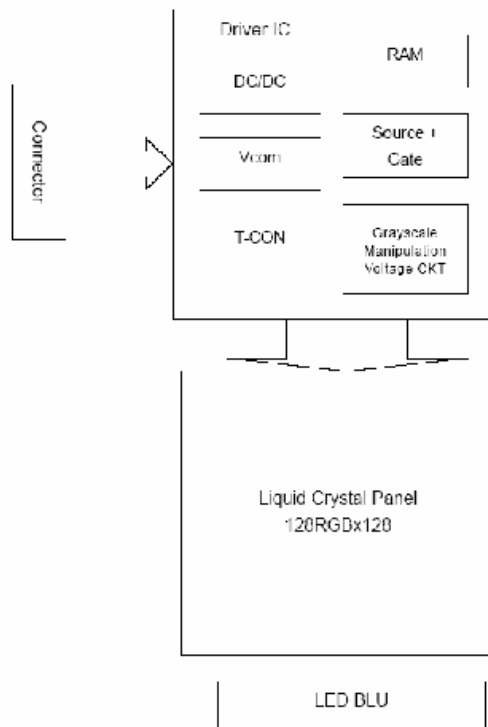 Driver IC
RAM
DC/DC
Connector
Source +
Gate
Vcom
T-CON
Grayscale
Manipulation
Voltage CKT
Liquid Crystal Panel
128RGBx128
LED BLU